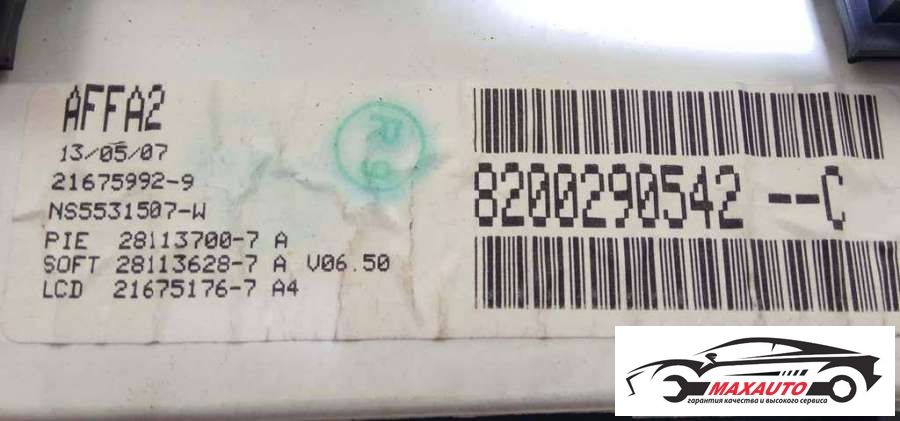 AFFA2
13/05/07
21675992-9
NS5531507-W
PIE 28113700-7 A
SOFT 28113628-7 A V06.50
LCD 21675176-7 A4
8200290542 --C
MAXAUTO
гарантия качества и высокого сервиса